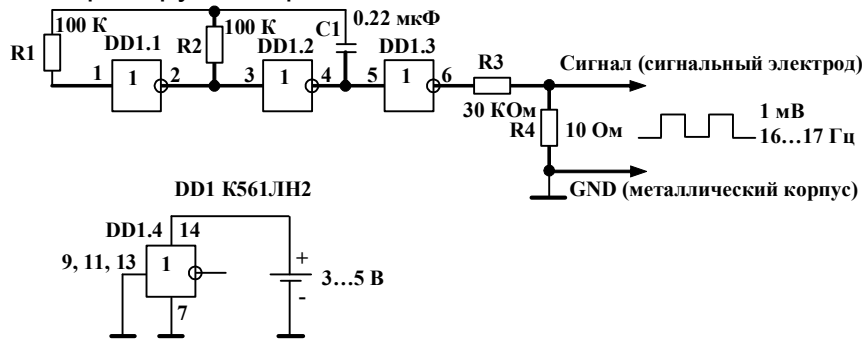 100 К
R1
R2
100 К
C1
0.22 мкФ
DD1.1
DD1.2
DD1.3
R3
Сигнал (сигнальный электрод)
1
1
2
3
1
4
5
1
6
30 КОм
R4
10 Ом
1 мВ
16...17 Гц
GND (металлический корпус)
DD1 К561ЛН2
DD1.4
14
9, 11, 13
1
7
+
3...5 В
-